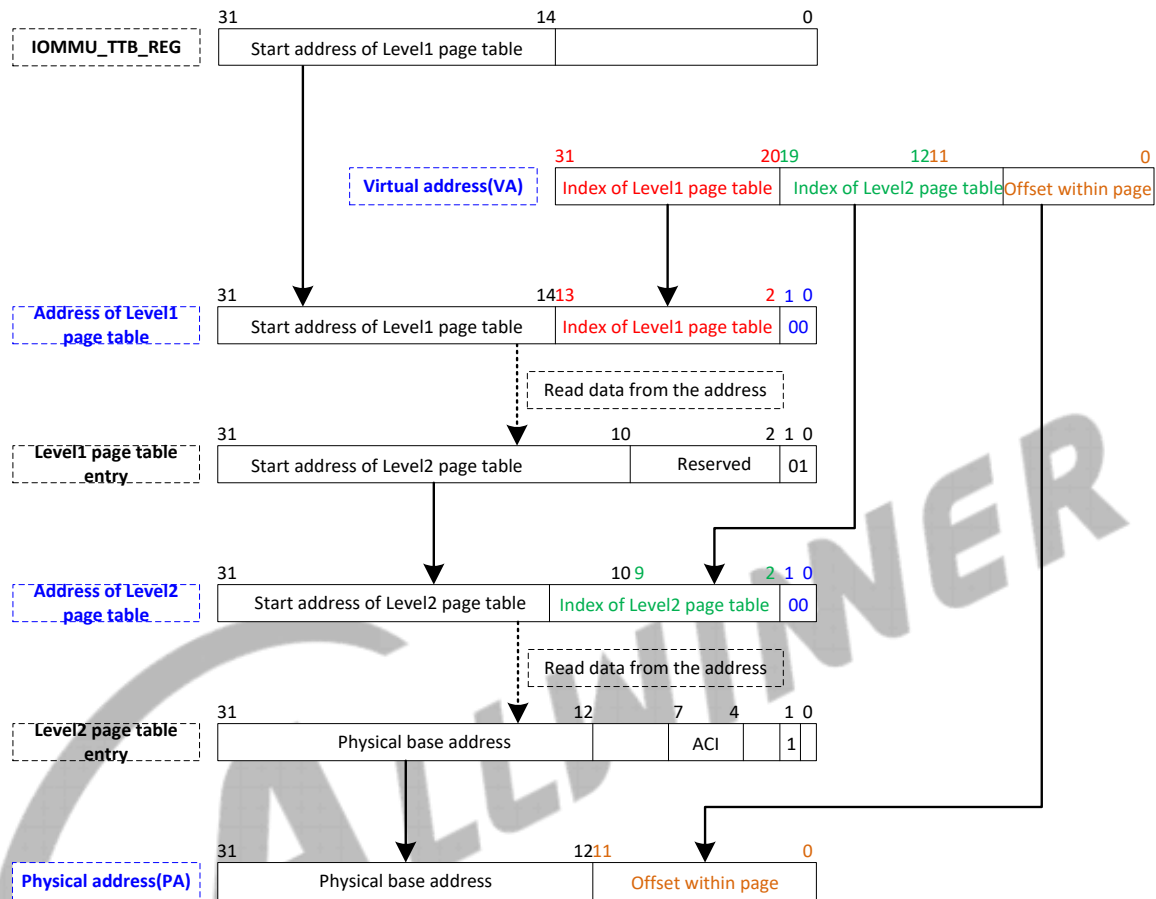 31 14 0
IOMMU_TTB_REG Start address of Level1 page table
31 2019 1211 0
Virtual address(VA) Index of Level1 page table Index of Level2 page table Offset within page
31 1413 2 1 0
Address of Level1
page table
Start address of Level1 page table Index of Level1 page table 00
Read data from the address
31 10 2 1 0
Level1 page table
entry
Start address of Level2 page table Reserved 01
31 10 9 2 1 0
Address of Level2
page table
Start address of Level2 page table Index of Level2 page table 00
Read data from the address
31 12 7 4 1 0
Level2 page table
entry
Physical base address ACI 1
31 1211 0
Physical address(PA) Physical base address Offset within page
ALLWINNER